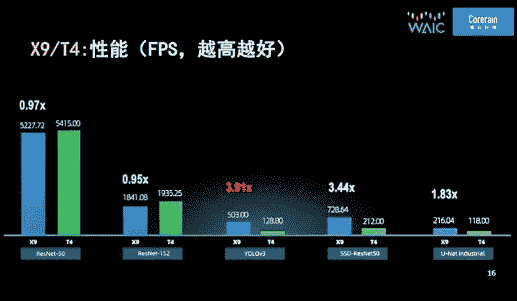 WAIC
Corerain
X9/T4:性能（FPS，越高越好）
0.97x
5227.72 5415.00
0.95x
1841.08 1935.25
3.91x
503.00 128.80
3.44x
728.64 212.00
1.83x
216.04 118.00
X9 T4 X9 T4 X9 T4 X9 T4 X9 T4
ResNet-50 ResNet-152 YOLOv3 SSD-ResNet50 U-Net Industrial
16